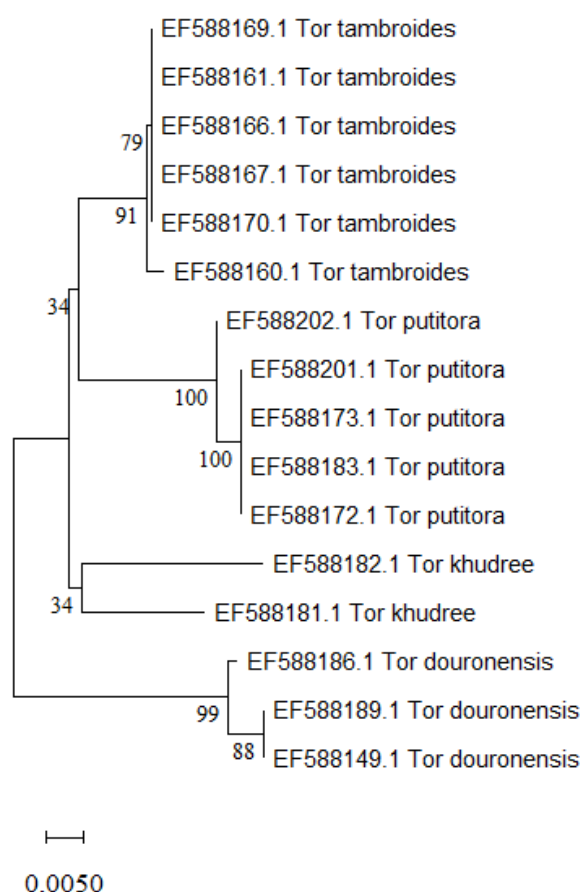 EF588169.1 Tor tambroides
EF588161.1 Tor tambroides
EF588166.1 Tor tambroides
79
EF588167.1 Tor tambroides
91
EF588170.1 Tor tambroides
EF588160.1 Tor tambroides
34
EF588202.1 Tor putitora
EF588201.1 Tor putitora
100
EF588173.1 Tor putitora
100
EF588183.1 Tor putitora
EF588172.1 Tor putitora
EF588182.1 Tor khudree
34
EF588181.1 Tor khudree
EF588186.1 Tor douronensis
99
EF588189.1 Tor douronensis
88
EF588149.1 Tor douronensis
0.0050